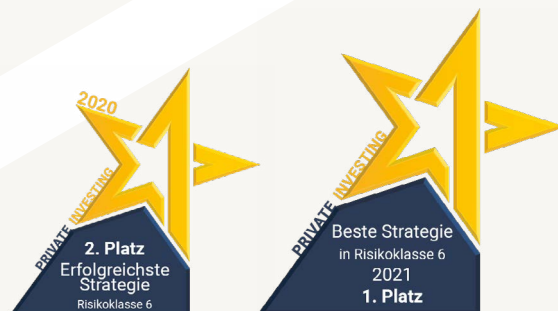 2020
PRIVATE INVESTING
2. Platz
Erfolgreichste
Strategie
Risikoklasse 6
PRIVATE INVESTING
Beste Strategie
in Risikoklasse 6
2021
1. Platz